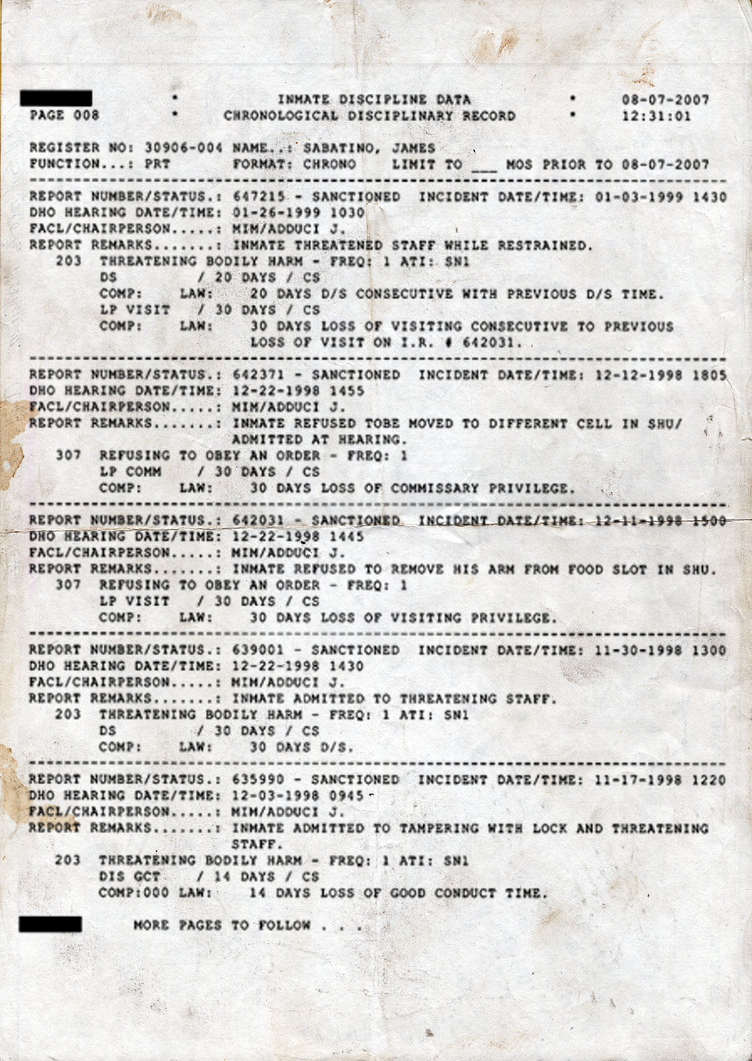 * INMATE DISCIPLINE DATA * 08-07-2007
PAGE 008 * CHRONOLOGICAL DISCIPLINARY RECORD * 12:31:01
REGISTER NO: 30906-004 NAME..: SABATINO, JAMES
FUNCTION...: PRT FORMAT: CHRONO LIMIT TO ___ MOS PRIOR TO 08-07-2007
REPORT NUMBER/STATUS.: 647215 - SANCTIONED INCIDENT DATE/TIME: 01-03-1999 1430
DHO HEARING DATE/TIME: 01-26-1999 1030
FACL/CHAIRPERSON.....: MIM/ADDUCI J.
REPORT REMARKS.......: INMATE THREATENED STAFF WHILE RESTRAINED.
203 THREATENING BODILY HARM - FREQ: 1 ATI: SN1
DS / 20 DAYS / CS
COMP: LAW: 20 DAYS D/S CONSECUTIVE WITH PREVIOUS D/S TIME.
LP VISIT / 30 DAYS / CS
COMP: LAW: 30 DAYS LOSS OF VISITING CONSECUTIVE TO PREVIOUS
LOSS OF VISIT ON I.R. # 642031.
REPORT NUMBER/STATUS.: 642371 - SANCTIONED INCIDENT DATE/TIME: 12-12-1998 1805
DHO HEARING DATE/TIME: 12-22-1998 1455
FACL/CHAIRPERSON.....: MIM/ADDUCI J.
REPORT REMARKS.......: INMATE REFUSED TOBE MOVED TO DIFFERENT CELL IN SHU/
ADMITTED AT HEARING.
307 REFUSING TO OBEY AN ORDER - FREQ: 1
LP COMM / 30 DAYS / CS
COMP: LAW: 30 DAYS LOSS OF COMMISSARY PRIVILEGE.
REPORT NUMBER/STATUS.: 642031 - SANCTIONED INCIDENT DATE/TIME: 12-11-1998 1500
DHO HEARING DATE/TIME: 12-22-1998 1445
FACL/CHAIRPERSON.....: MIM/ADDUCI J.
REPORT REMARKS.......: INMATE REFUSED TO REMOVE HIS ARM FROM FOOD SLOT IN SHU.
307 REFUSING TO OBEY AN ORDER - FREQ: 1
LP VISIT / 30 DAYS / CS
COMP: LAW: 30 DAYS LOSS OF VISITING PRIVILEGE.
REPORT NUMBER/STATUS.: 639001 - SANCTIONED INCIDENT DATE/TIME: 11-30-1998 1300
DHO HEARING DATE/TIME: 12-22-1998 1430
FACL/CHAIRPERSON.....: MIM/ADDUCI J.
REPORT REMARKS.......: INMATE ADMITTED TO THREATENING STAFF.
203 THREATENING BODILY HARM - FREQ: 1 ATI: SN1
DS / 30 DAYS / CS
COMP: LAW: 30 DAYS D/S.
REPORT NUMBER/STATUS.: 635990 - SANCTIONED INCIDENT DATE/TIME: 11-17-1998 1220
DHO HEARING DATE/TIME: 12-03-1998 0945
FACL/CHAIRPERSON.....: MIM/ADDUCI J.
REPORT REMARKS.......: INMATE ADMITTED TO TAMPERING WITH LOCK AND THREATENING
STAFF.
203 THREATENING BODILY HARM - FREQ: 1 ATI: SN1
DIS GCT / 14 DAYS / CS
COMP:000 LAW: 14 DAYS LOSS OF GOOD CONDUCT TIME.
MORE PAGES TO FOLLOW . . .